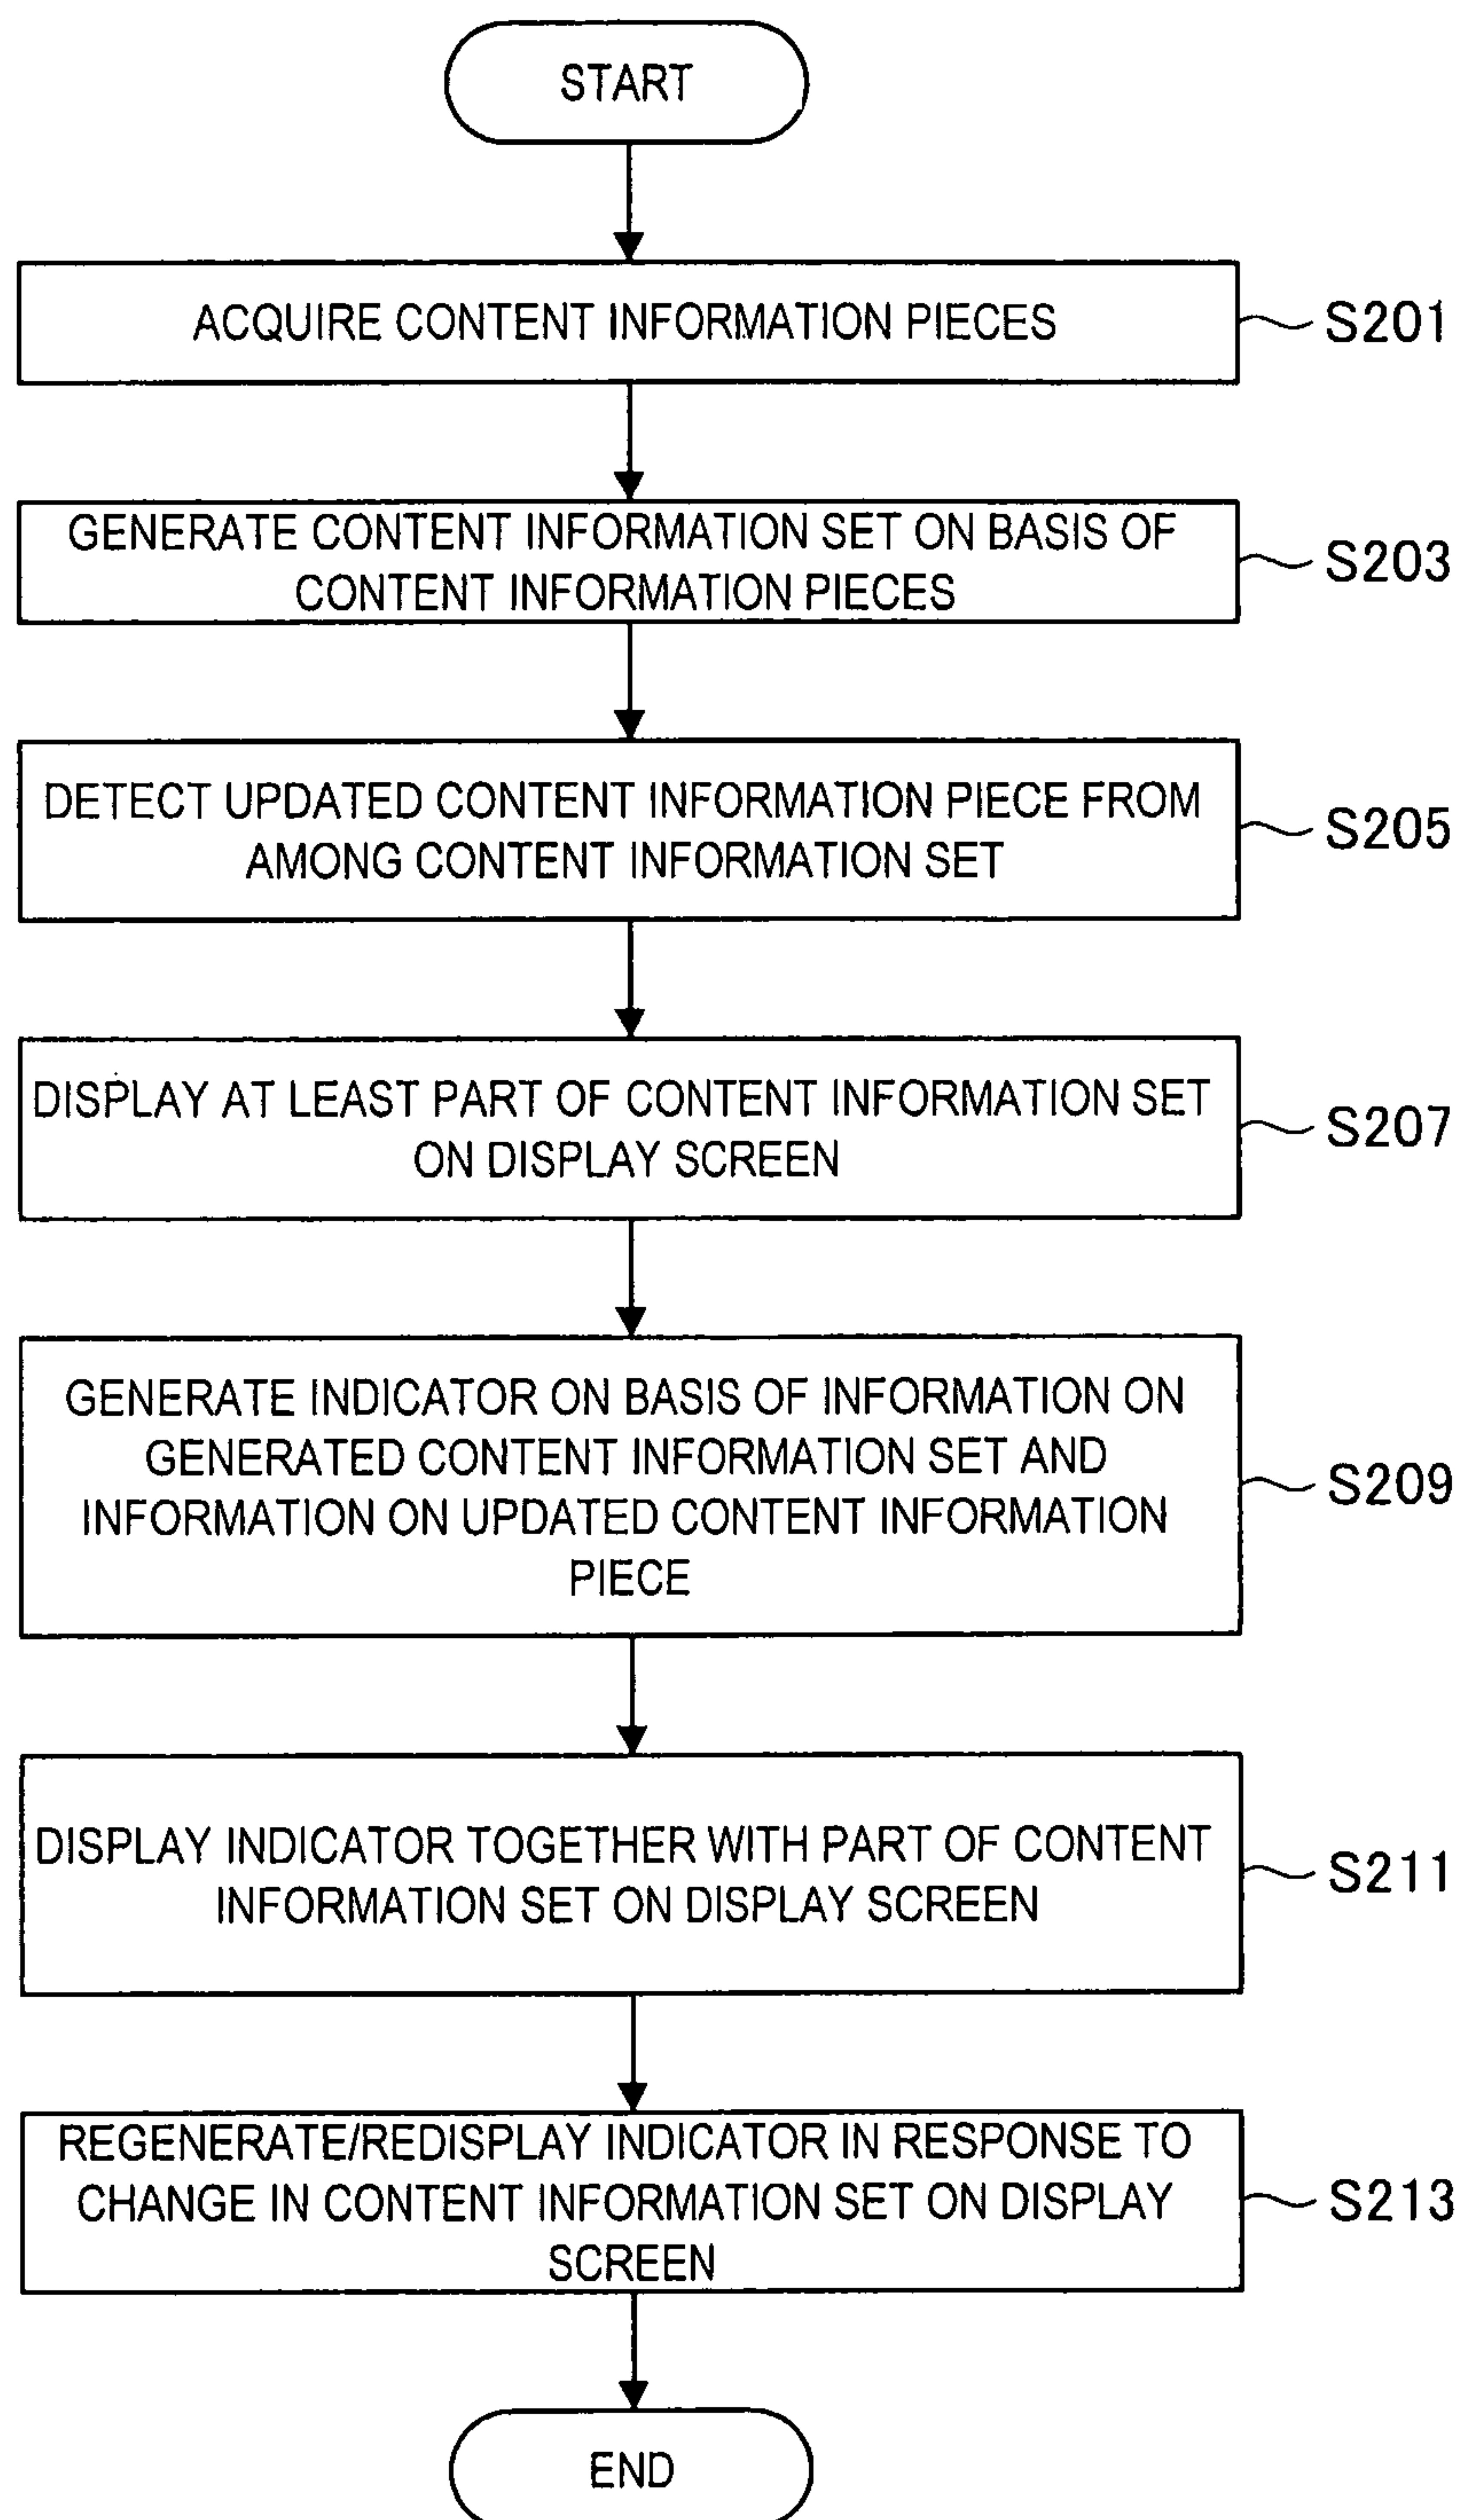 START
ACQUIRE CONTENT INFORMATION PIECES
S201
GENERATE CONTENT INFORMATION SET ON BASIS OF
CONTENT INFORMATION PIECES
S203
DETECT UPDATED CONTENT INFORMATION PIECE FROM
AMONG CONTENT INFORMATION SET
S205
DISPLAY AT LEAST PART OF CONTENT INFORMATION SET
ON DISPLAY SCREEN
S207
GENERATE INDICATOR ON BASIS OF INFORMATION ON
GENERATED CONTENT INFORMATION SET AND
INFORMATION ON UPDATED CONTENT INFORMATION
PIECE
S209
DISPLAY INDICATOR TOGETHER WITH PART OF CONTENT
INFORMATION SET ON DISPLAY SCREEN
S211
REGENERATE/REDISPLAY INDICATOR IN RESPONSE TO
CHANGE IN CONTENT INFORMATION SET ON DISPLAY
SCREEN
S213
END